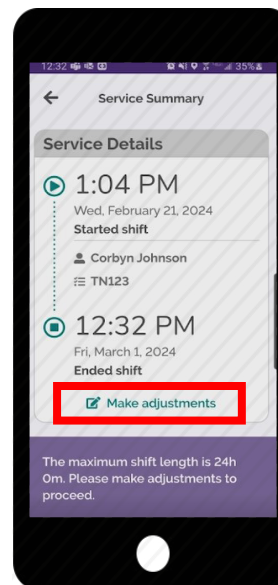 12:32
35%
Service Summary
Service Details
1:04 PM
Wed, February 21, 2024
Started shift
Corbyn Johnson
TN123
12:32 PM
Fri, March 1, 2024
Ended shift
Make adjustments
The maximum shift length is 24h
0m. Please make adjustments to
proceed.